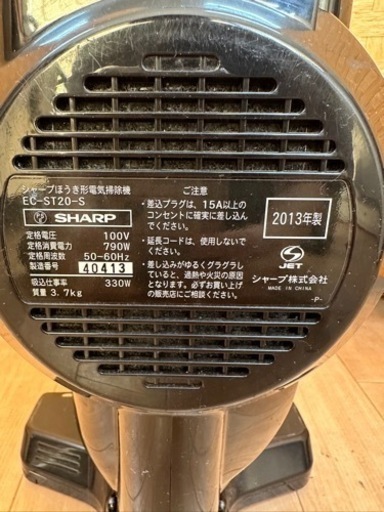 シャープほうき形電気掃除機
EC-ST20-S
PS E SHARP
定格電圧 100V
定格消費電力 790W
定格周波数 50-60Hz
製造番号 40413
吸込仕事率 330W
質量 3.7kg
ご注意
・差込プラグは、15A以上の
コンセントに確実に差し込ん
でください。
・延長コードは、使用しないで
ください。
・差し込みがゆるくグラグラし
ていると、過熱や火災の原因
となります。必ずお買い上げ
の販売店にご相談ください。
2013年製
S JET
シャープ株式会社
MADE IN CHINA
-P-